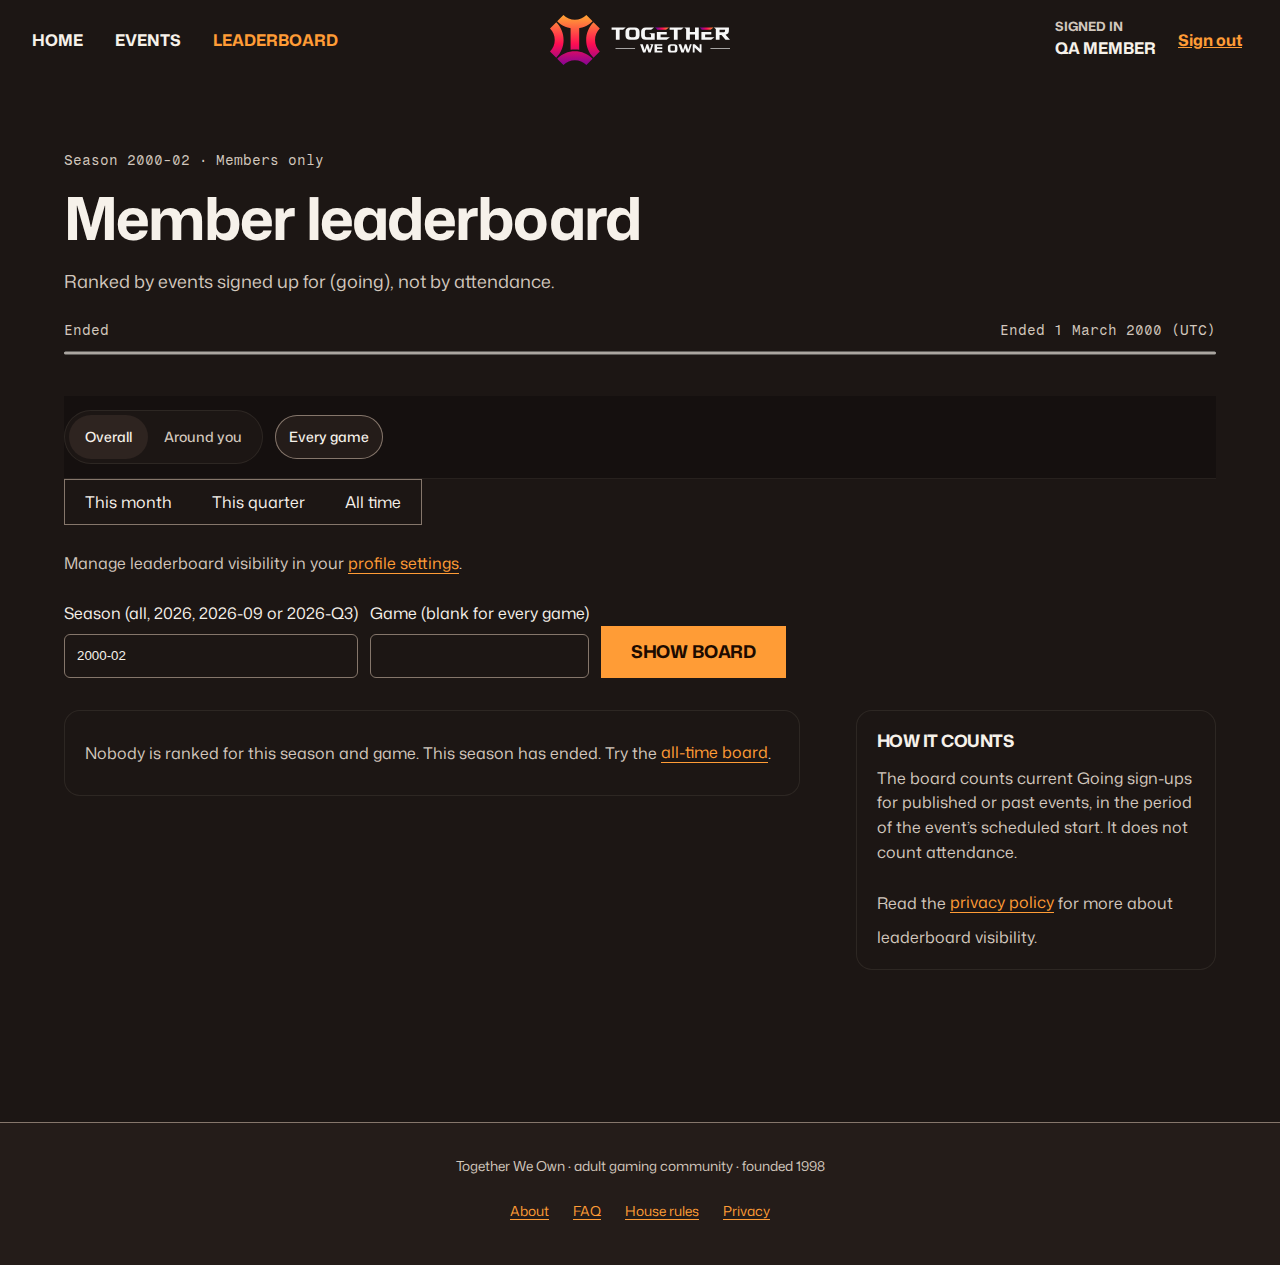 HOME EVENTS LEADERBOARD
TOGETHER
WE OWN
SIGNED IN
QA MEMBER
Sign out
Season 2000-02 · Members only
Member leaderboard
Ranked by events signed up for (going), not by attendance.
Ended
Ended 1 March 2000 (UTC)
Overall Around you Every game
This month This quarter All time
Manage leaderboard visibility in your profile settings.
Season (all, 2026, 2026-09 or 2026-Q3) Game (blank for every game)
2000-02
SHOW BOARD
Nobody is ranked for this season and game. This season has ended. Try the all-time board.
HOW IT COUNTS
The board counts current Going sign-ups
for published or past events, in the period
of the event’s scheduled start. It does not
count attendance.
Read the privacy policy for more about
leaderboard visibility.
Together We Own · adult gaming community · founded 1998
About FAQ House rules Privacy